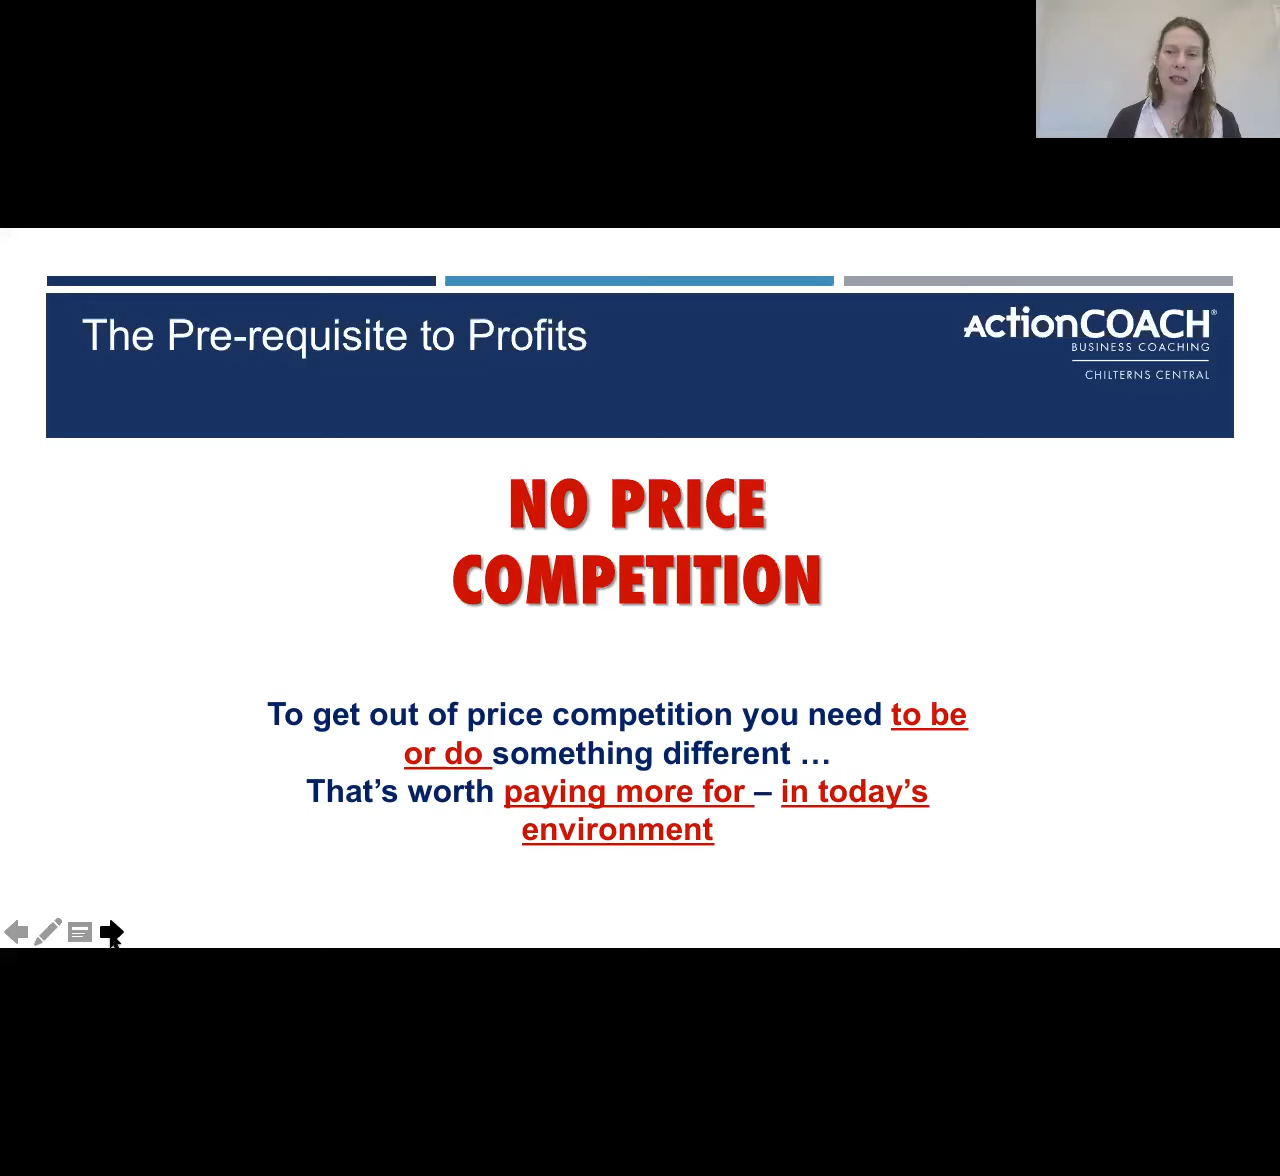 The Pre-requisite to Profits
actionCOACH®
BUSINESS COACHING
CHILTERNS CENTRAL
NO PRICE
COMPETITION
To get out of price competition you need to be
or do something different …
That’s worth paying more for – in today’s
environment